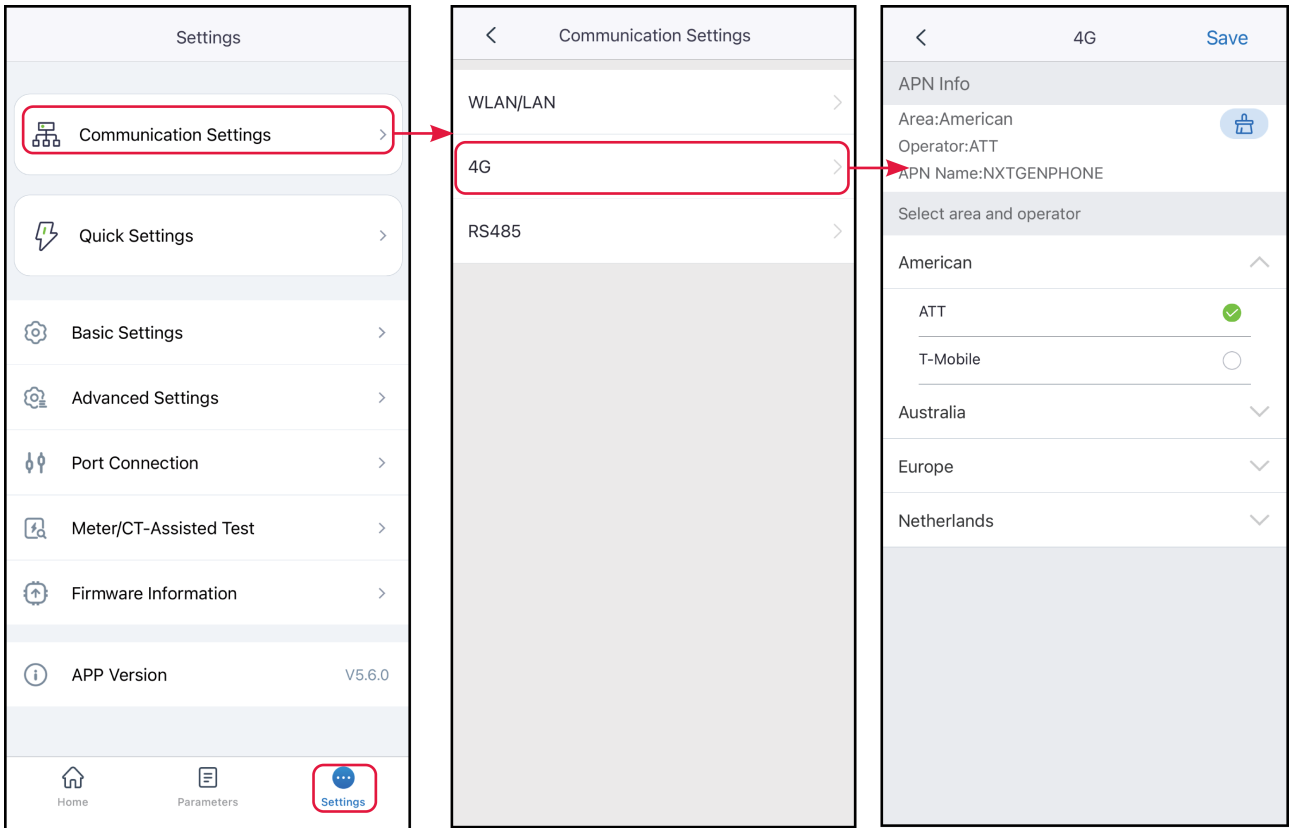 Settings
Communication Settings
Quick Settings
Basic Settings
Advanced Settings
Port Connection
Meter/CT-Assisted Test
Firmware Information
APP Version V5.6.0
Home Parameters Settings
Communication Settings
WLAN/LAN
4G
RS485
4G Save
APN Info
Area:American
Operator:ATT
APN Name:NXTGENPHONE
Select area and operator
American
ATT
T-Mobile
Australia
Europe
Netherlands